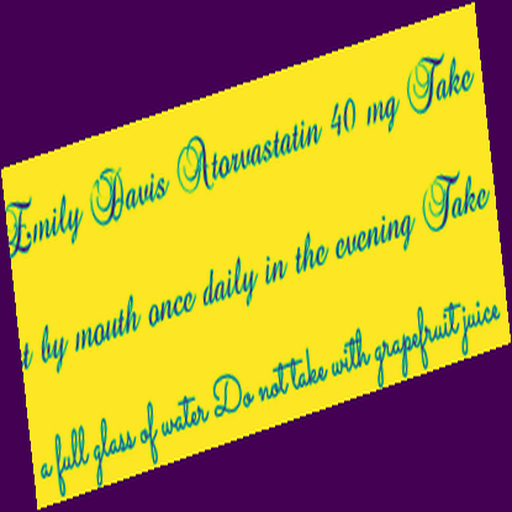 Emily Davis Atorvastatin 40 mg Take
by mouth once daily in the evening Take
a full glass of water Do not take with grapefruit juice